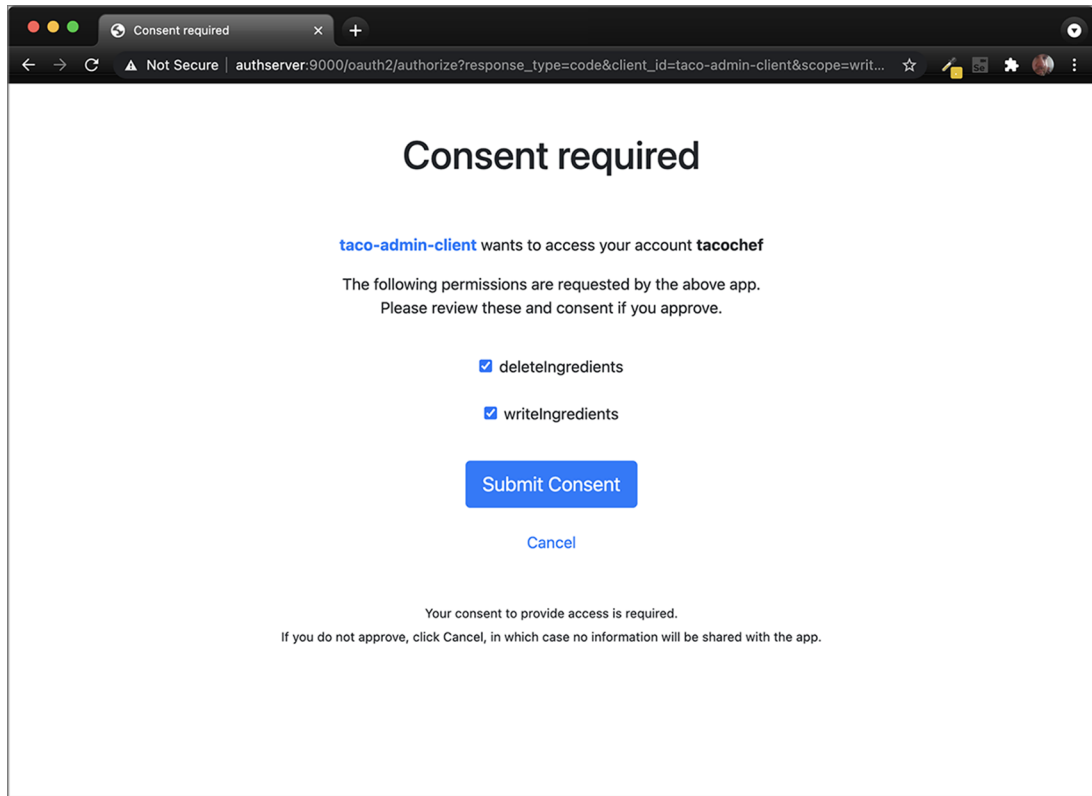 Consent required
Not Secure | authserver:9000/oauth2/authorize?response_type=code&client_id=taco-admin-client&scope=writ...
Se
Consent required
taco-admin-client wants to access your account tacochef
The following permissions are requested by the above app.
Please review these and consent if you approve.
deleteIngredients
writeIngredients
Submit Consent
Cancel
Your consent to provide access is required.
If you do not approve, click Cancel, in which case no information will be shared with the app.